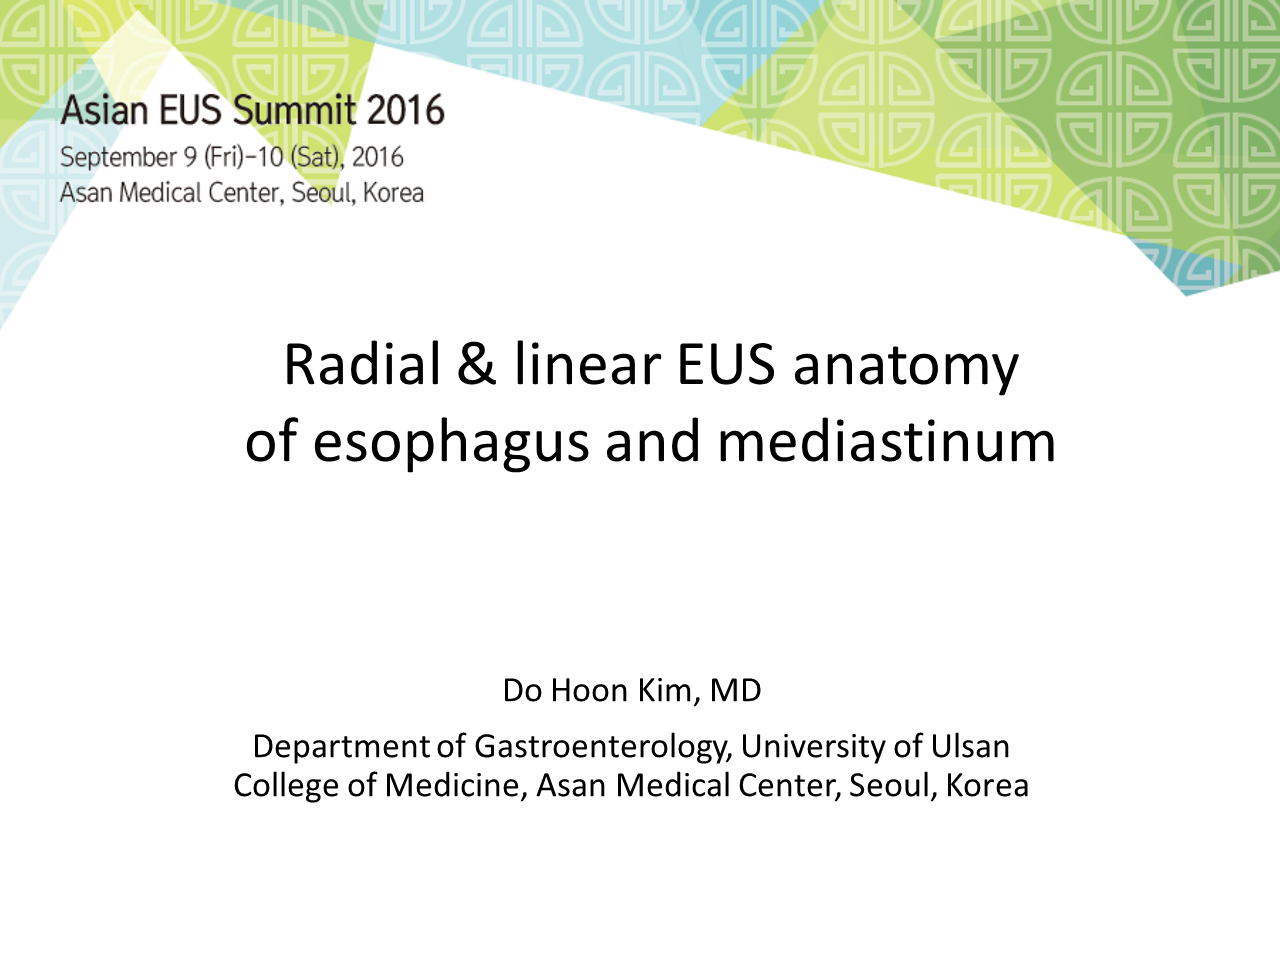 Asian EUS Summit 2016
September 9 (Fri)-10 (Sat), 2016
Asan Medical Center, Seoul, Korea
Radial & linear EUS anatomy
of esophagus and mediastinum
Do Hoon Kim, MD
Department of Gastroenterology, University of Ulsan
College of Medicine, Asan Medical Center, Seoul, Korea